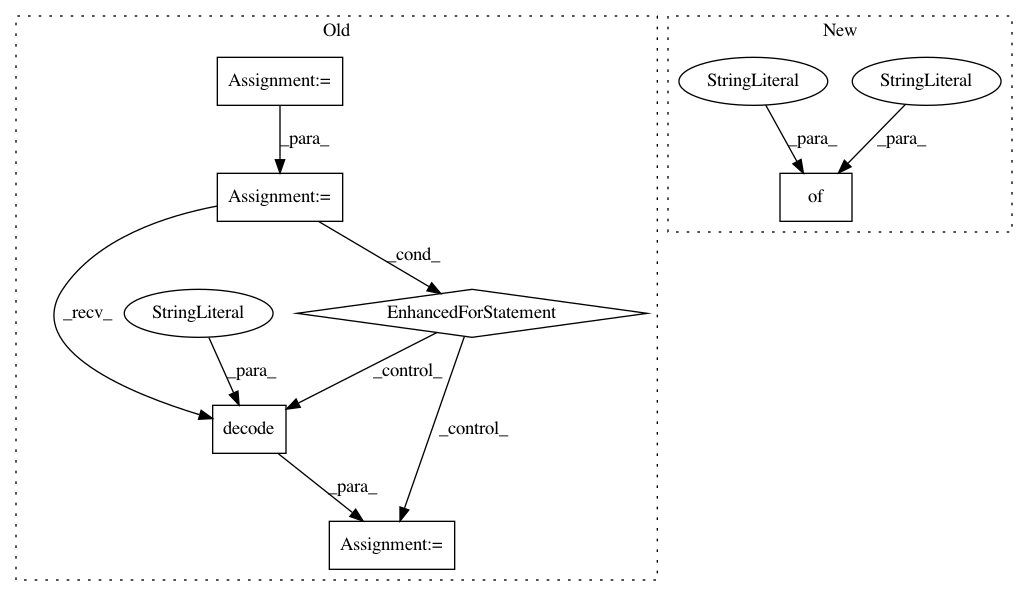 Old
New
Assignment:=
StringLiteral
StringLiteral
_para_
_para_
_para_
Assignment:=
of
_cond_
_recv_
StringLiteral
EnhancedForStatement
_para_
_control_
decode
_control_
_para_
Assignment:=